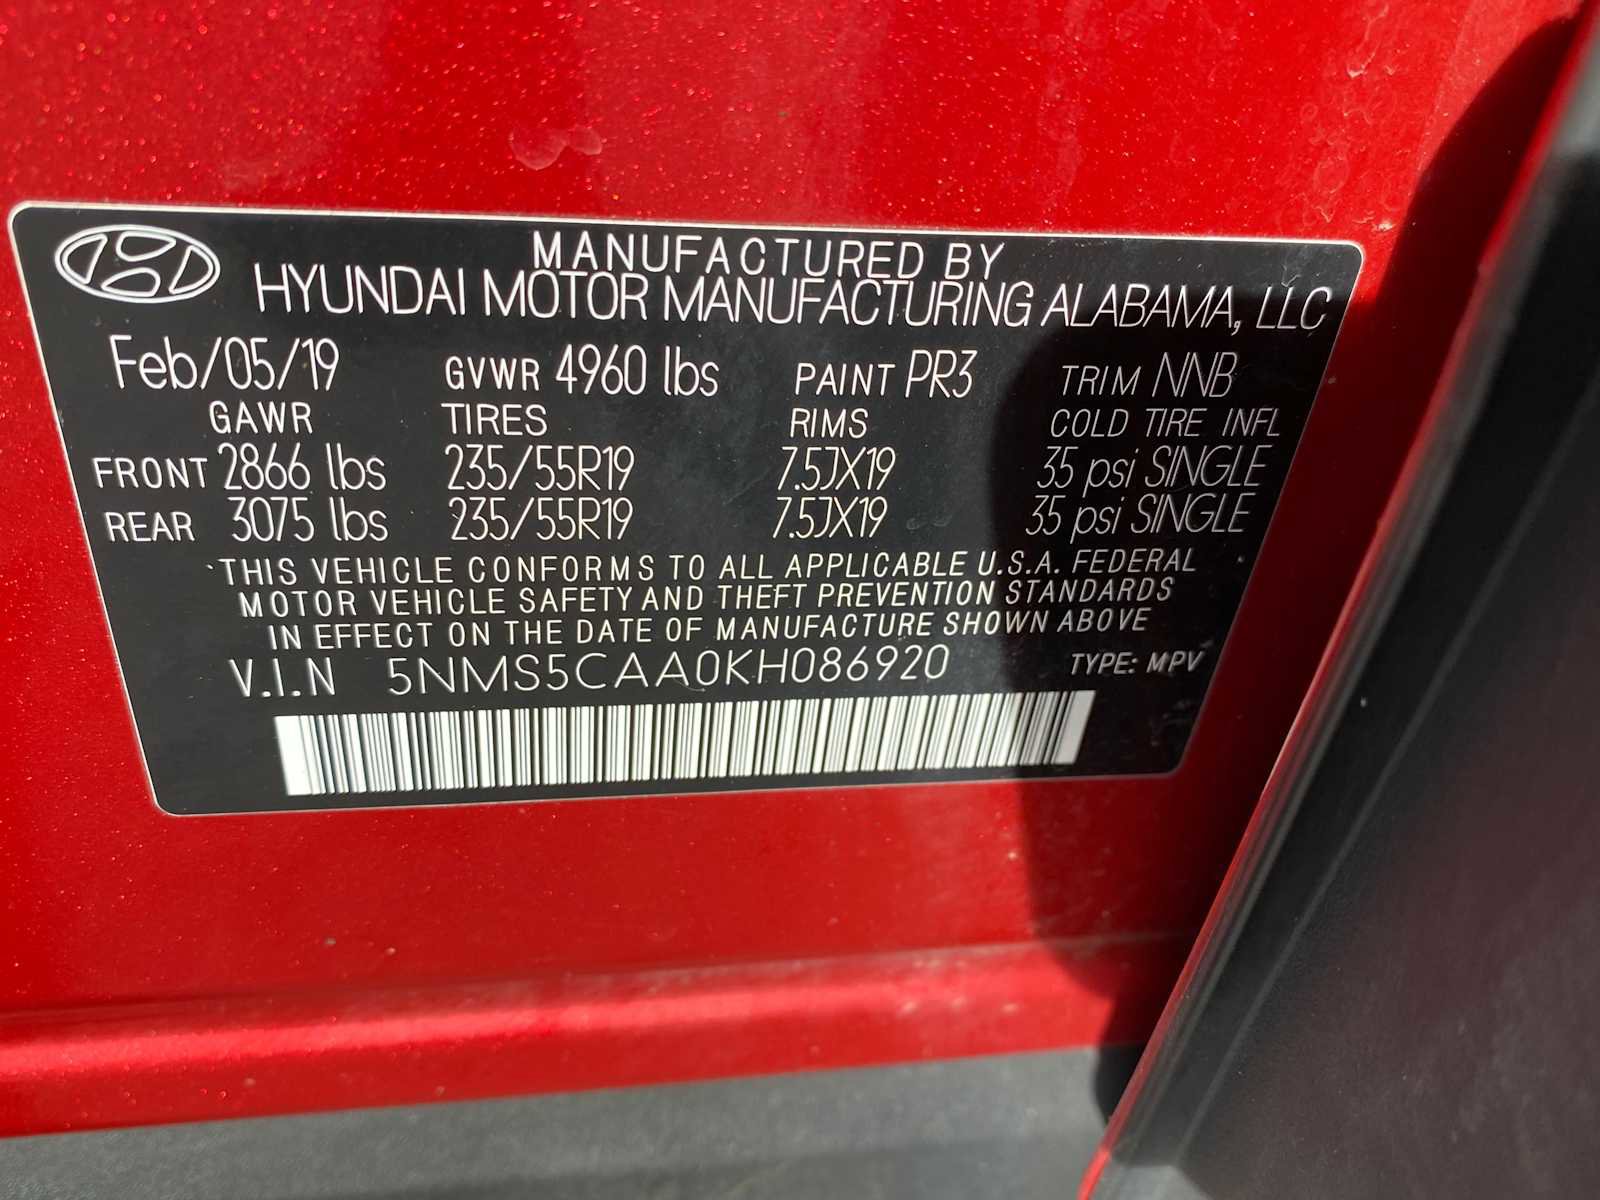 MANUFACTURED BY
HYUNDAI MOTOR MANUFACTURING ALABAMA, LLC
Feb/05/19 GVWR 4960 lbs PAINT PR3 TRIM NNB
GAWR TIRES RIMS COLD TIRE INFL
FRONT 2866 lbs 235/55R19 7.5JX19 35 psi SINGLE
REAR 3075 lbs 235/55R19 7.5JX19 35 psi SINGLE
THIS VEHICLE CONFORMS TO ALL APPLICABLE U.S.A. FEDERAL
MOTOR VEHICLE SAFETY AND THEFT PREVENTION STANDARDS
IN EFFECT ON THE DATE OF MANUFACTURE SHOWN ABOVE
V.I.N 5NMS5CAA0KH086920 TYPE: MPV